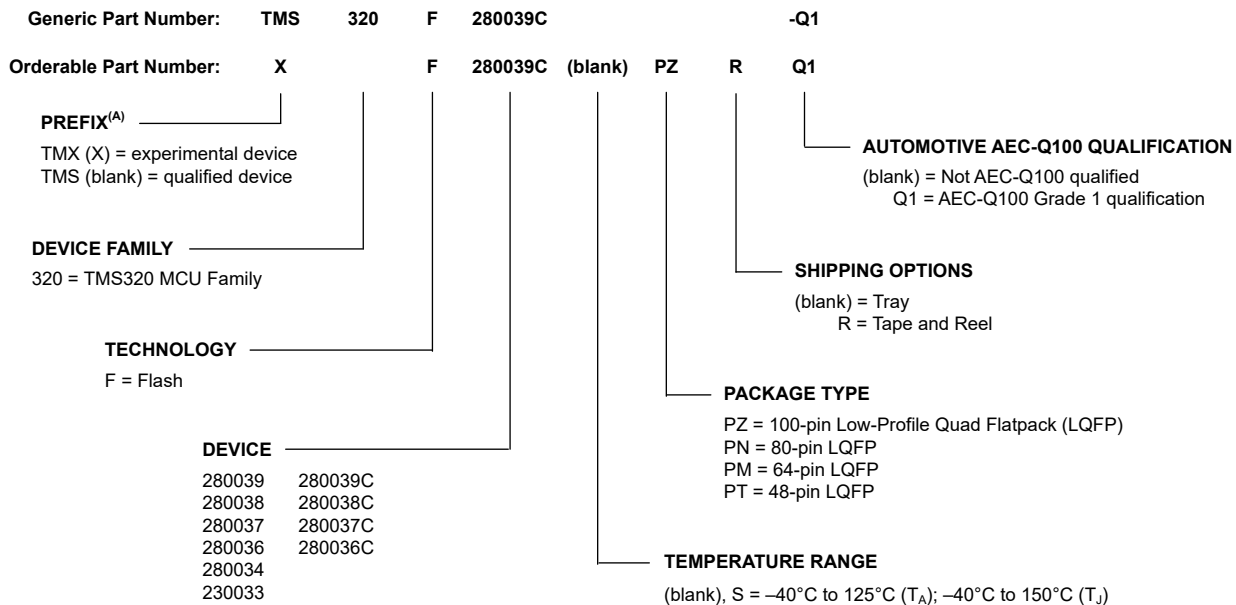 Generic Part Number: TMS 320 F 280039C -Q1
Orderable Part Number: X F 280039C (blank) PZ R Q1
PREFIX(A)
TMX (X) = experimental device
TMS (blank) = qualified device
DEVICE FAMILY
320 = TMS320 MCU Family
TECHNOLOGY
F = Flash
DEVICE
280039 280039C
280038 280038C
280037 280037C
280036 280036C
280034
230033
AUTOMOTIVE AEC-Q100 QUALIFICATION
(blank) = Not AEC-Q100 qualified
Q1 = AEC-Q100 Grade 1 qualification
SHIPPING OPTIONS
(blank) = Tray
R = Tape and Reel
PACKAGE TYPE
PZ = 100-pin Low-Profile Quad Flatpack (LQFP)
PN = 80-pin LQFP
PM = 64-pin LQFP
PT = 48-pin LQFP
TEMPERATURE RANGE
(blank), S = –40°C to 125°C (TA); –40°C to 150°C (TJ)